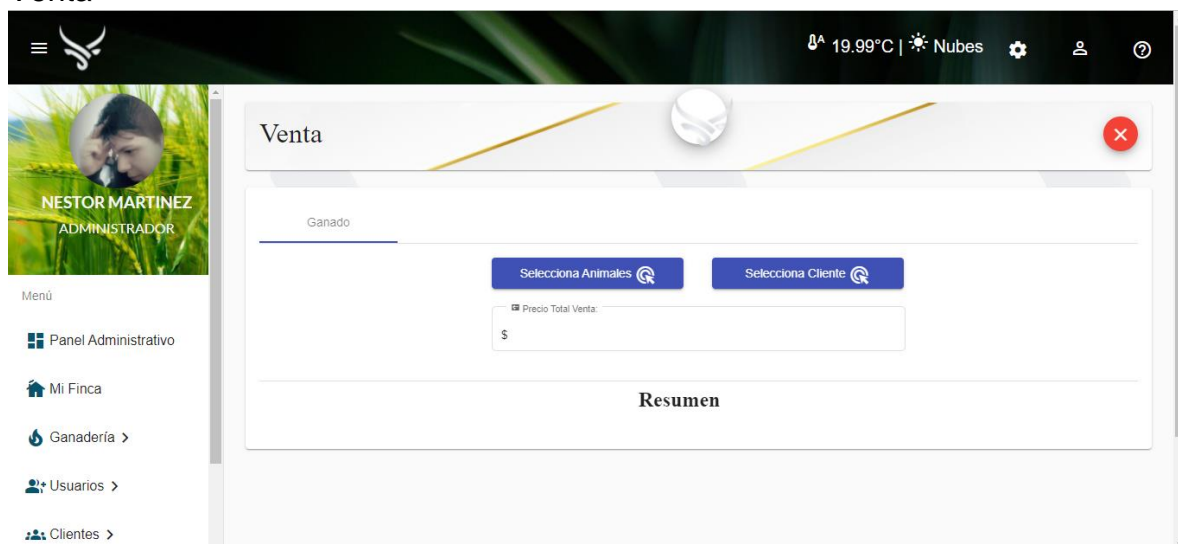 Venta
19.99°C | Nubes
Venta
NESTOR MARTINEZ
ADMINISTRADOR
Ganado
Selecciona Animales
Selecciona Cliente
Precio Total Venta:
$
Resumen
Menú
Panel Administrativo
Mi Finca
Ganadería >
Usuarios >
Clientes >